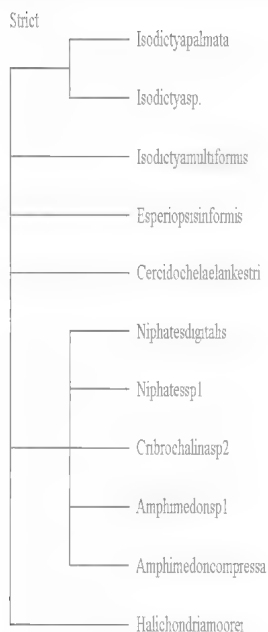 Strict
Isodictyapalmata
Isodictyasp.
Isodictyamultiformis
Esperiopsisinformis
Cercidochelaelankestri
Niphatesdigitalis
Niphatessp1
Cribrochalinasp2
Amphimedonsp1
Amphimedoncompressa
Halichondriamoorei